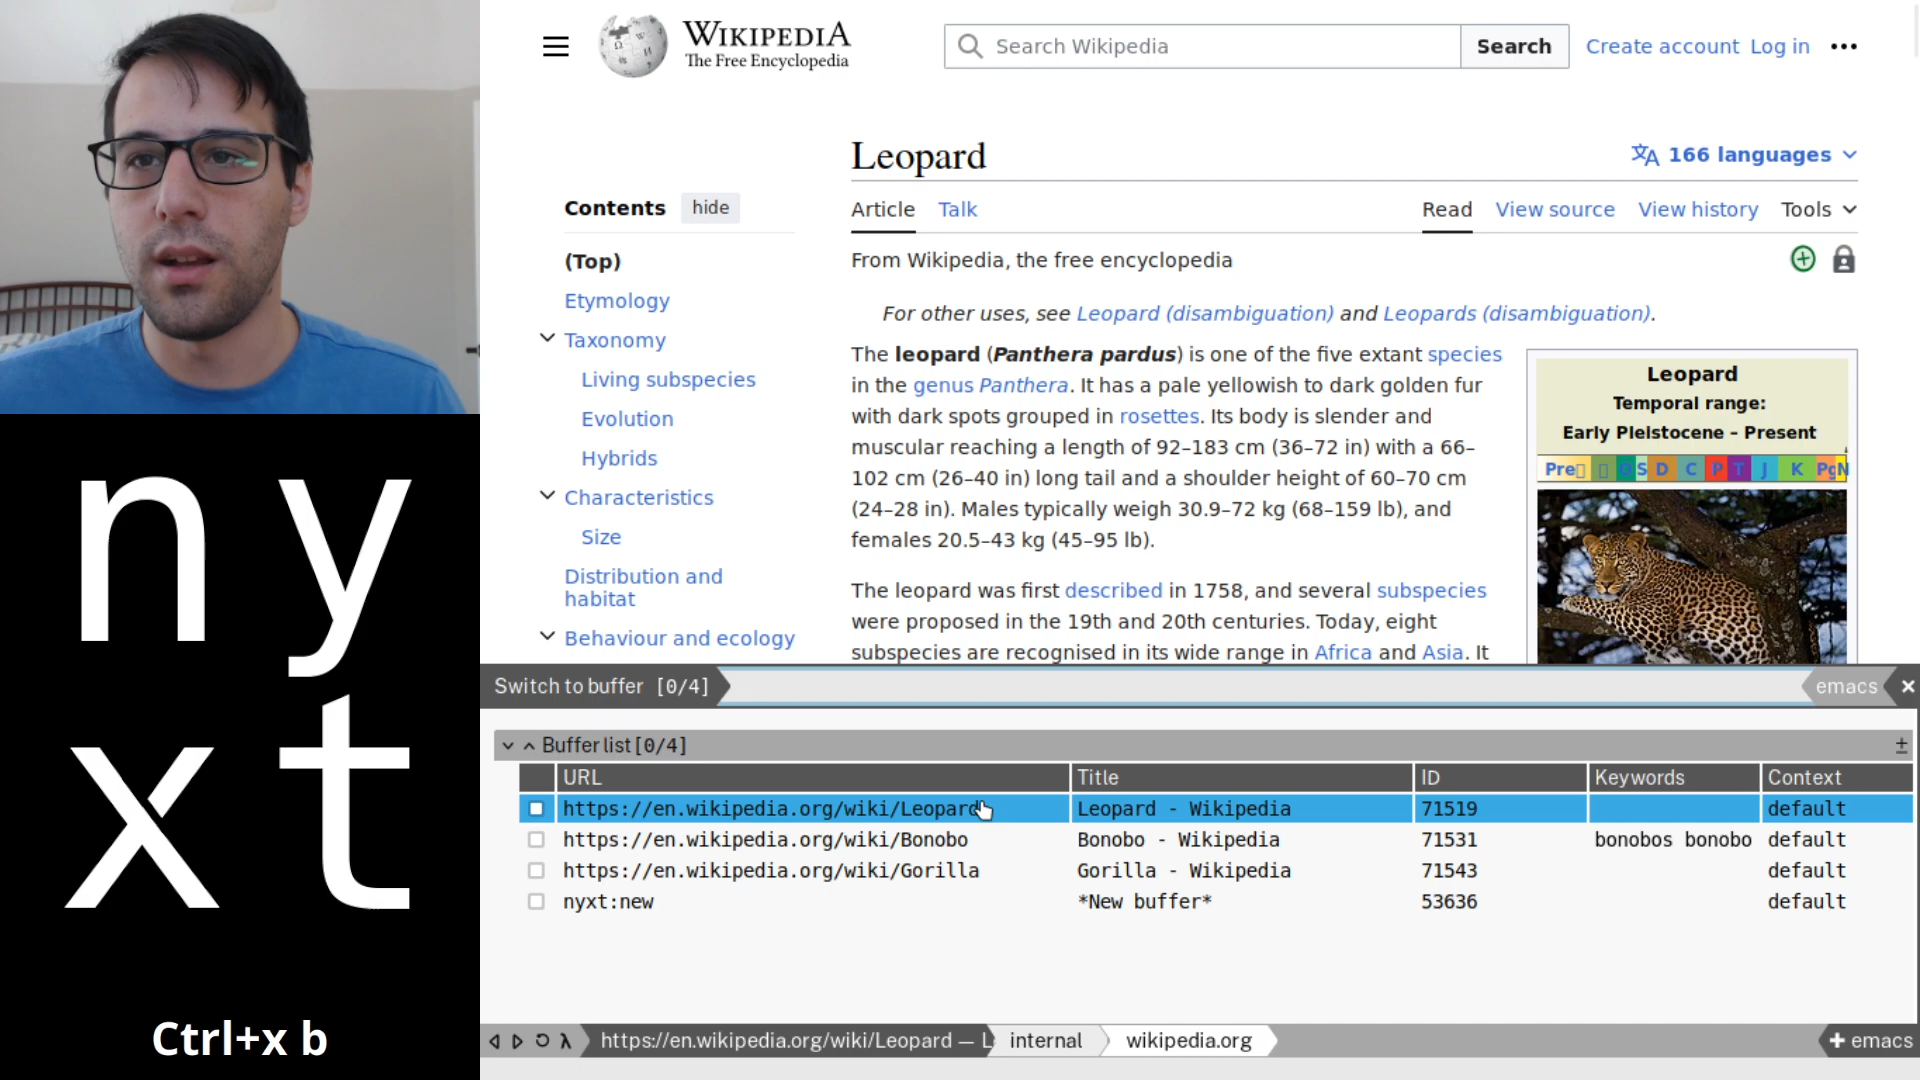 n y
x t
Ctrl+x b
WIKIPEDIA
The Free Encyclopedia
Search Wikipedia
Search
Create account Log in
Leopard
166 languages
Contents hide
Article Talk
Read View source View history Tools
(Top)
Etymology
Taxonomy
Living subspecies
Evolution
Hybrids
Characteristics
Size
Distribution and
habitat
Behaviour and ecology
From Wikipedia, the free encyclopedia
For other uses, see Leopard (disambiguation) and Leopards (disambiguation).
The leopard (Panthera pardus) is one of the five extant species
in the genus Panthera. It has a pale yellowish to dark golden fur
with dark spots grouped in rosettes. Its body is slender and
muscular reaching a length of 92–183 cm (36–72 in) with a 66–
102 cm (26–40 in) long tail and a shoulder height of 60–70 cm
(24–28 in). Males typically weigh 30.9–72 kg (68–159 lb), and
females 20.5–43 kg (45–95 lb).
The leopard was first described in 1758, and several subspecies
were proposed in the 19th and 20th centuries. Today, eight
subspecies are recognised in its wide range in Africa and Asia. It
Leopard
Temporal range:
Early Pleistocene – Present
Pre O S D C P T J K Pg N
Switch to buffer [0/4]
emacs ×
Buffer list [0/4] ±
URL Title ID Keywords Context
https://en.wikipedia.org/wiki/Leopard Leopard - Wikipedia 71519 default
https://en.wikipedia.org/wiki/Bonobo Bonobo - Wikipedia 71531 bonobos bonobo default
https://en.wikipedia.org/wiki/Gorilla Gorilla - Wikipedia 71543 default
nyxt:new *New buffer* 53636 default
λ https://en.wikipedia.org/wiki/Leopard — L internal wikipedia.org + emacs